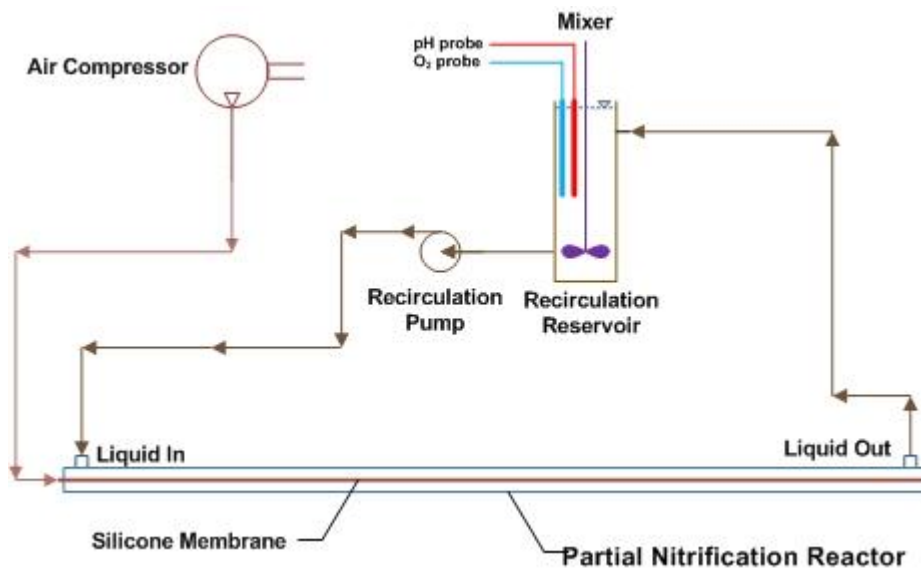 Mixer
pH probe
O₂ probe
Air Compressor
Recirculation
Pump
Recirculation
Reservoir
Liquid In
Liquid Out
Silicone Membrane
Partial Nitrification Reactor